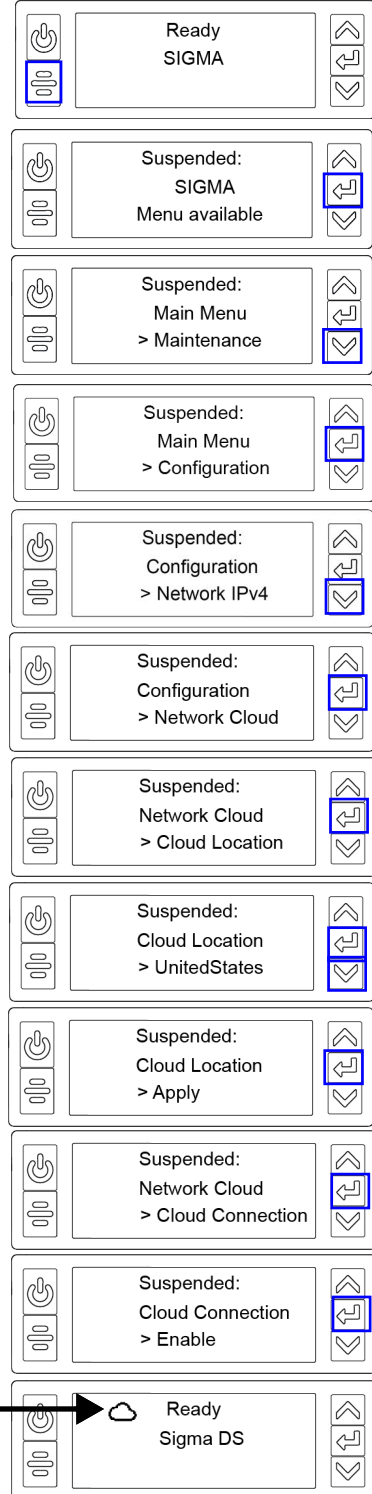 Ready
SIGMA
Suspended:
SIGMA
Menu available
Suspended:
Main Menu
> Maintenance
Suspended:
Main Menu
> Configuration
Suspended:
Configuration
> Network IPv4
Suspended:
Configuration
> Network Cloud
Suspended:
Network Cloud
> Cloud Location
Suspended:
Cloud Location
> UnitedStates
Suspended:
Cloud Location
> Apply
Suspended:
Network Cloud
> Cloud Connection
Suspended:
Cloud Connection
> Enable
Ready
Sigma DS